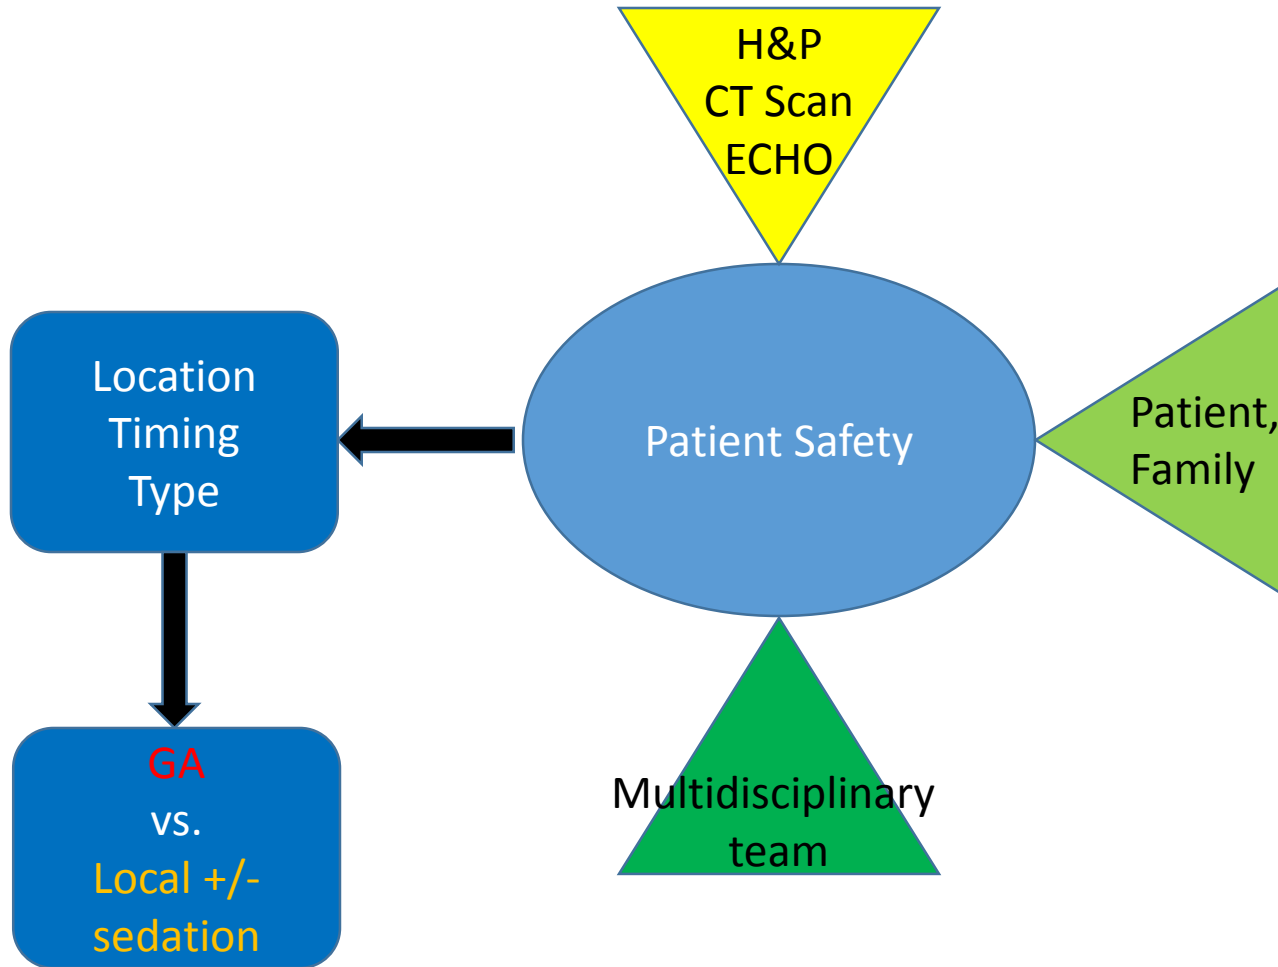 H&P
CT Scan
ECHO
Location
Timing
Type
Patient Safety
Patient,
Family
GA
vs.
Local +/-
sedation
Multidisciplinary
team